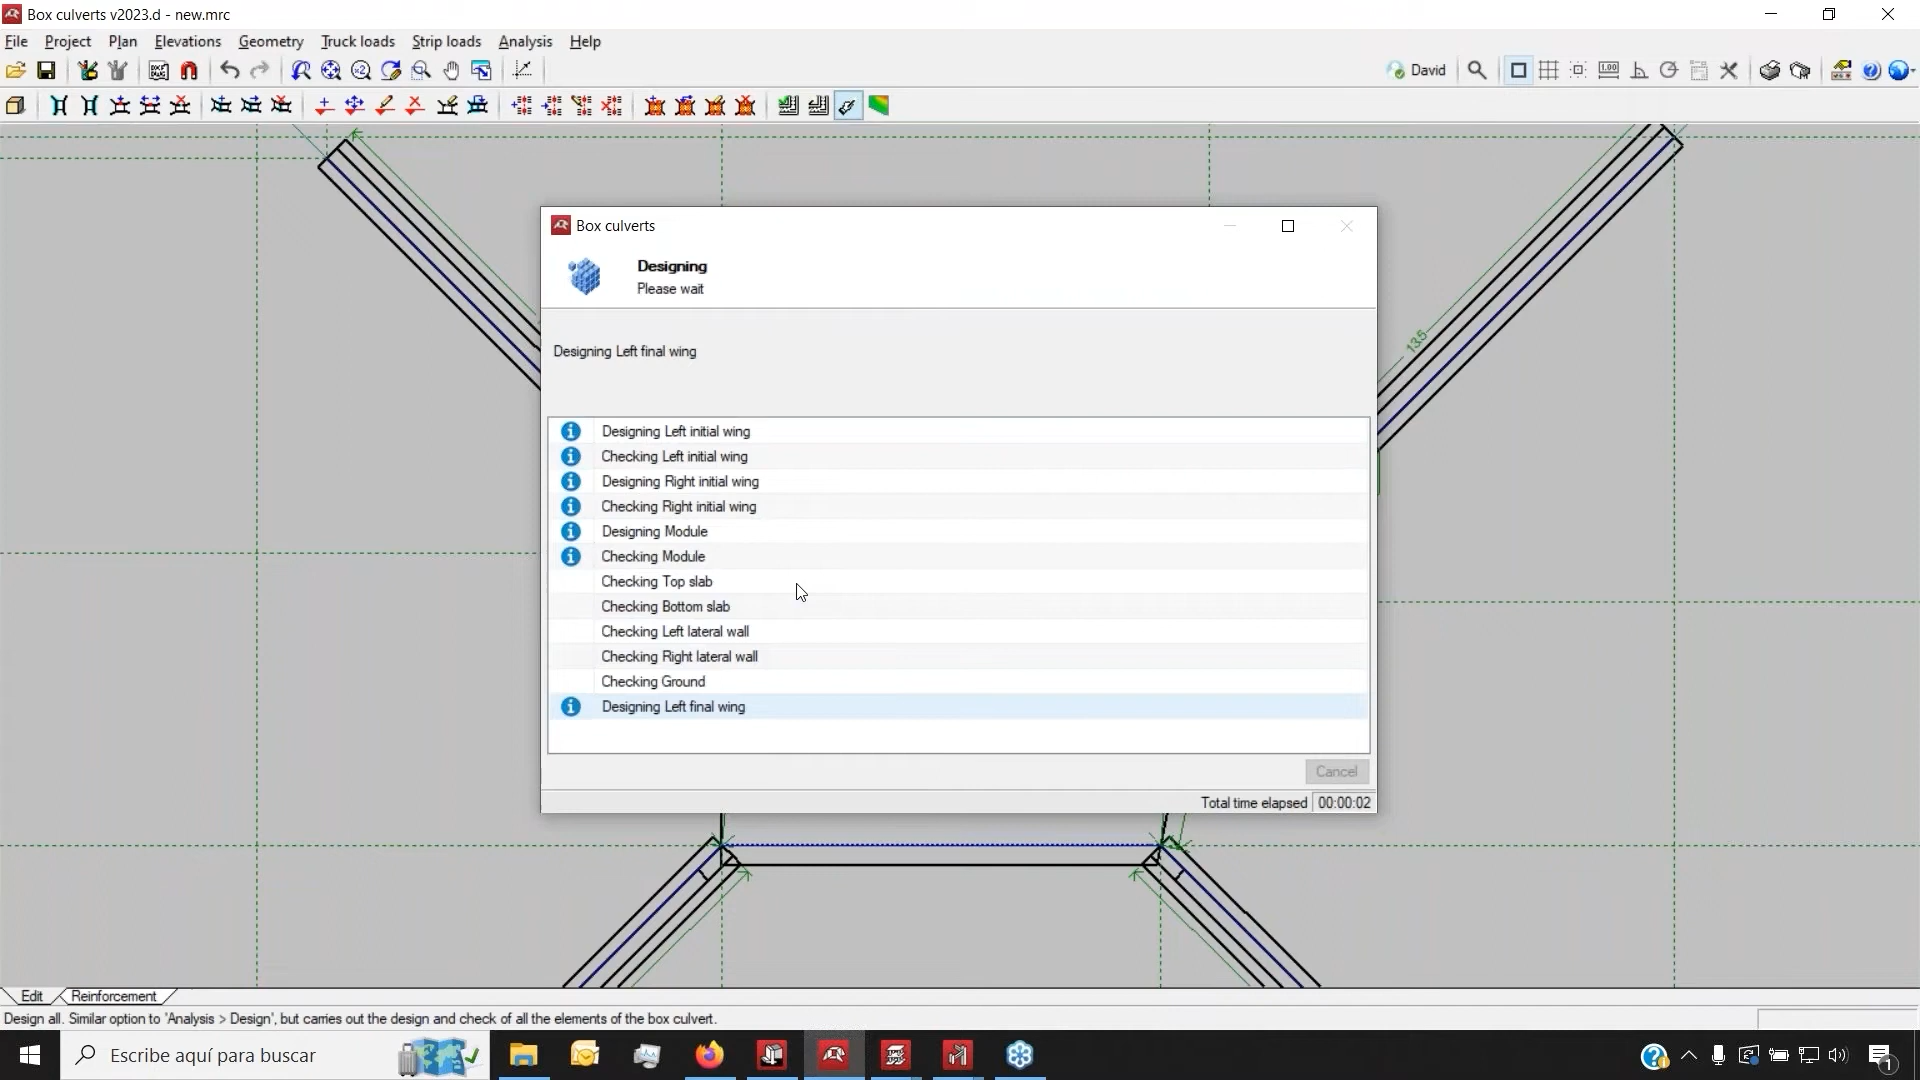 Box culverts v2023.d - new.mrc
File Project Plan Elevations Geometry Truck loads Strip loads Analysis Help
David
Box culverts
Designing
Please wait
Designing Left final wing
Designing Left initial wing
Checking Left initial wing
Designing Right initial wing
Checking Right initial wing
Designing Module
Checking Module
Checking Top slab
Checking Bottom slab
Checking Left lateral wall
Checking Right lateral wall
Checking Ground
Designing Left final wing
Cancel
Total time elapsed 00:00:02
13.5
Edit Reinforcement
Design all. Similar option to 'Analysis > Design', but carries out the design and check of all the elements of the box culvert.
Escribe aquí para buscar
1